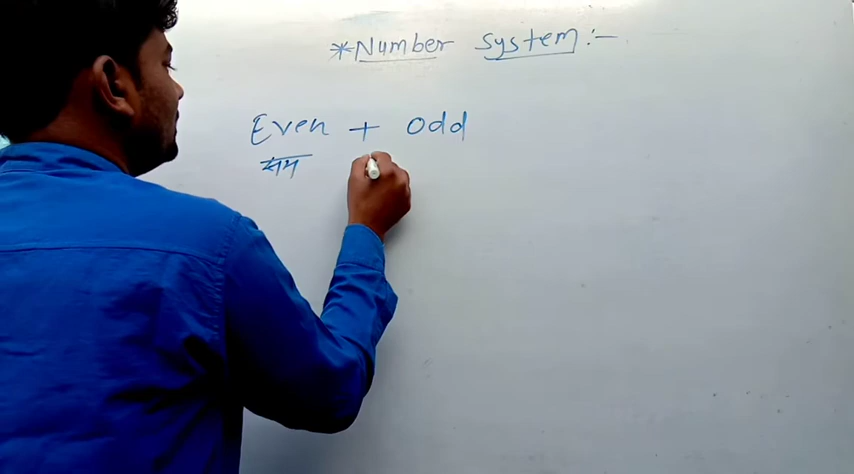 * Number System :-
Even + Odd
सम